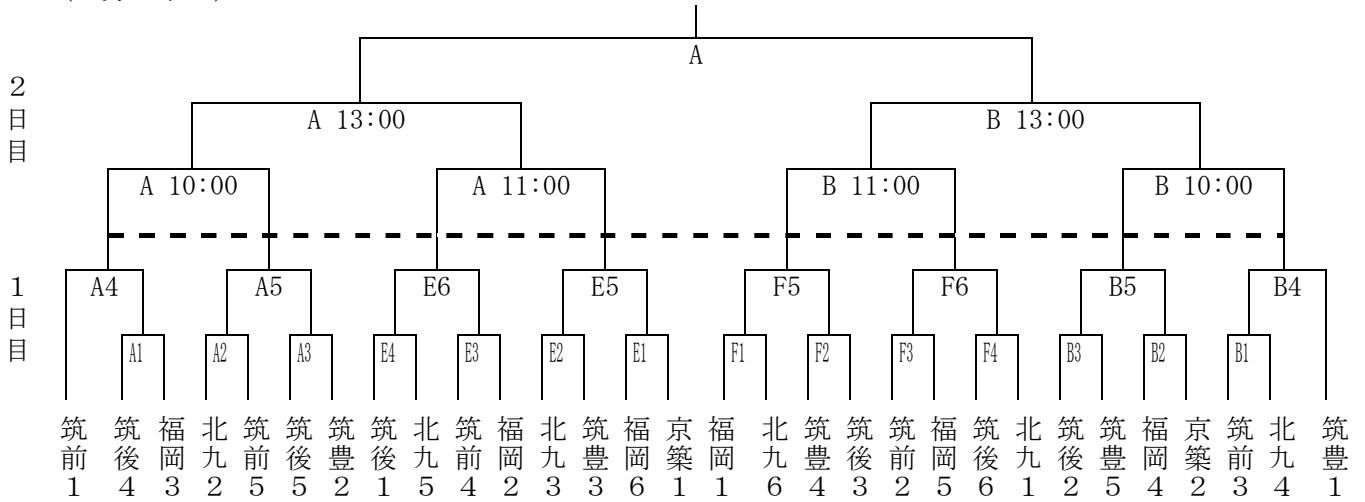 A
2日目
A 13:00 B 13:00
A 10:00 A 11:00 B 11:00 B 10:00
1日目
A4 A5 E6 E5 F5 F6 B5 B4
A1 A2 A3 E4 E3 E2 E1 F1 F2 F3 F4 B3 B2 B1
筑前1 筑後4 福岡3 北九2 筑前5 筑後5 筑豊2 筑後1 北九5 筑前4 福岡2 北九3 筑豊3 福岡6 京築1 福岡1 北九6 筑豊4 筑後3 筑前2 福岡5 筑後6 北九1 筑後2 筑豊5 福岡4 京築2 筑前3 北九4 筑豊1